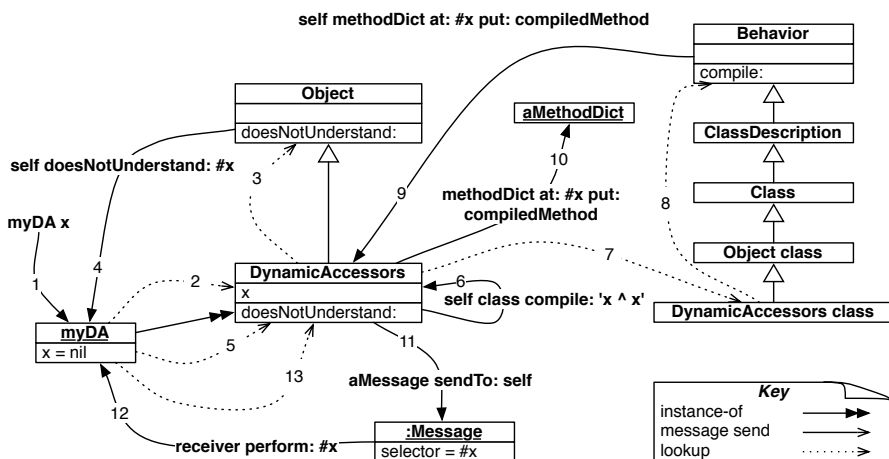 self methodDict at: #x put: compiledMethod
Behavior
compile:
Object
doesNotUnderstand:
aMethodDict
ClassDescription
self doesNotUnderstand: #x
3
10
9
methodDict at: #x put:
compiledMethod
Class
8
myDA x
4
1
2
7
Object class
DynamicAccessors
x
doesNotUnderstand:
6
self class compile: 'x ^ x'
DynamicAccessors class
myDA
x = nil
5
11
13
12
aMessage sendTo: self
receiver perform: #x
:Message
selector = #x
Key
instance-of
message send
lookup